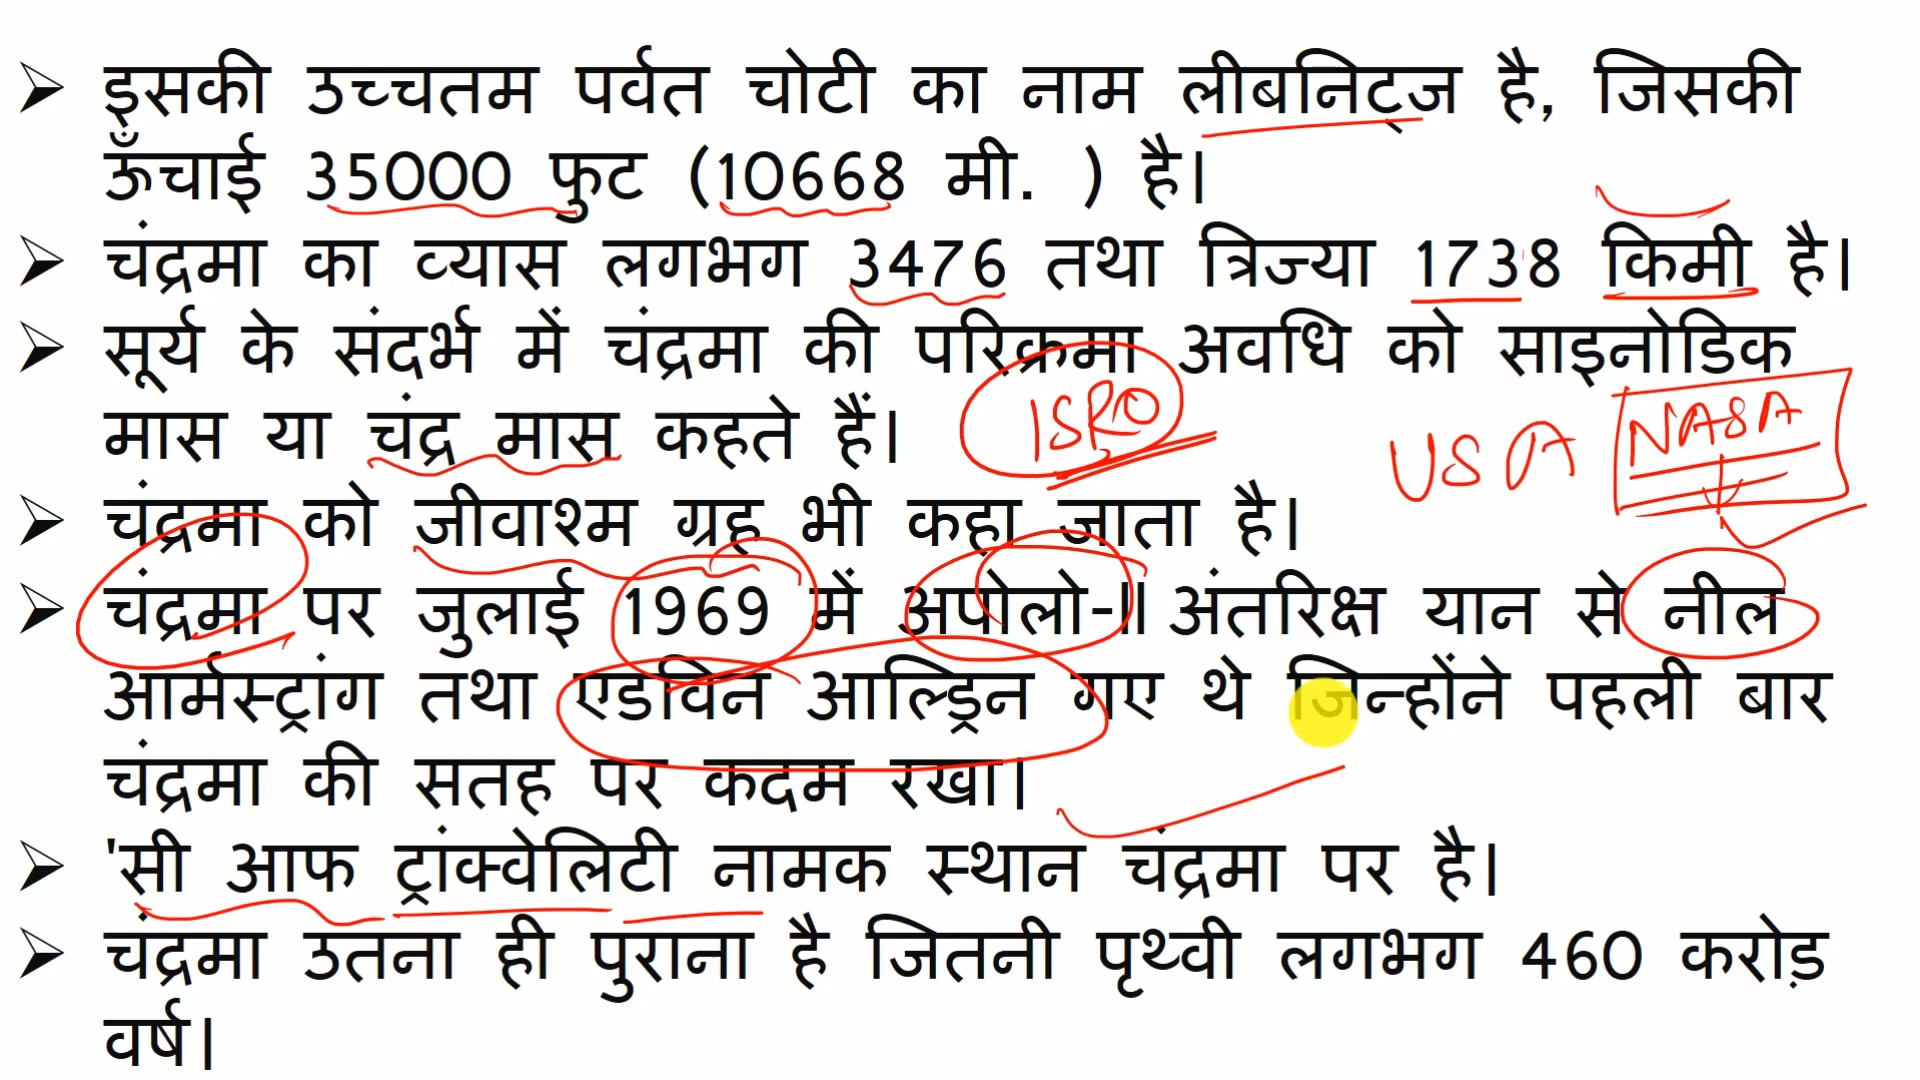 ➢ इसकी उच्चतम पर्वत चोटी का नाम लीबनिट्ज है, जिसकी
ऊँचाई 35000 फुट (10668 मी. ) है।
➢ चंद्रमा का व्यास लगभग 3476 तथा त्रिज्या 1738 किमी है।
➢ सूर्य के संदर्भ में चंद्रमा की परिक्रमा अवधि को साइनोडिक
मास या चंद्र मास कहते हैं। ISRO USA NASA
➢ चंद्रमा को जीवाश्म ग्रह भी कहा जाता है।
➢ चंद्रमा पर जुलाई 1969 में अपोलो-॥ अंतरिक्ष यान से नील
आर्मस्ट्रांग तथा एडविन आल्ड्रिन गए थे जिन्होंने पहली बार
चंद्रमा की सतह पर कदम रखा।
➢ 'सी आफ ट्रांक्वेलिटी नामक स्थान चंद्रमा पर है।
➢ चंद्रमा उतना ही पुराना है जितनी पृथ्वी लगभग 460 करोड़
वर्ष।